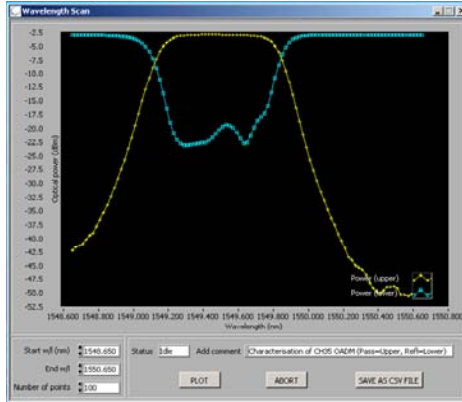 Wavelength Scan
-2.5
-5.0
-7.5
-10.0
-12.5
-15.0
-17.5
-20.0
-22.5
-25.0
-27.5
-30.0
-32.5
-35.0
-37.5
-40.0
-42.5
-45.0
-47.5
-50.0
-52.5
Optical power (dBm)
Power (upper)
Power (lower)
1548.600 1548.800 1549.000 1549.200 1549.400 1549.600 1549.800 1550.000 1550.200 1550.400 1550.600 1550.800
Wavelength (nm)
Start w/l (nm) 1548.650
End w/l 1550.650
Number of points 100
Status Idle Add comment Characterisation of CH35 OADM (Pass=Upper, Refl=Lower)
PLOT ABORT SAVE AS CSV FILE